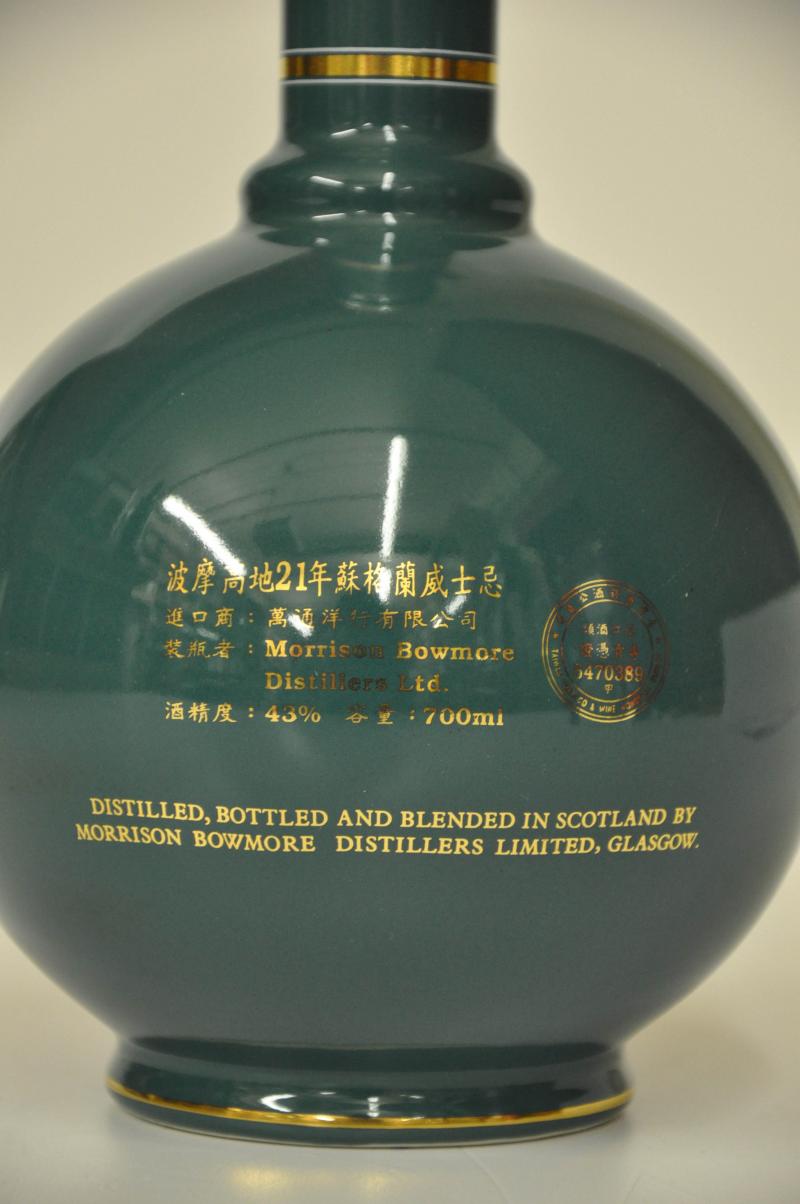 波摩高地21年蘇格蘭威士忌
進口商：萬通洋行有限公司
裝瓶者：Morrison Bowmore
Distillers Ltd.
酒精度：43% 容量：700ml
5470389
甲
DISTILLED, BOTTLED AND BLENDED IN SCOTLAND BY
MORRISON BOWMORE DISTILLERS LIMITED, GLASGOW.